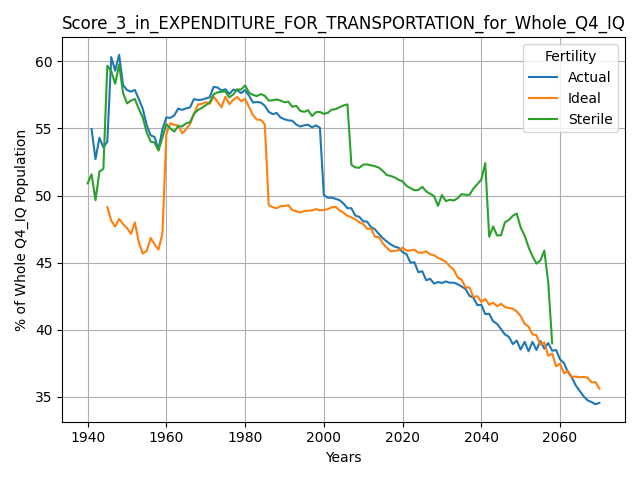 Score_3_in_EXPENDITURE_FOR_TRANSPORTATION_for_Whole_Q4_IQ
Fertility
Actual
Ideal
Sterile
% of Whole Q4_IQ Population
60
55
50
45
40
35
1940
1960
1980
2000
2020
2040
2060
Years